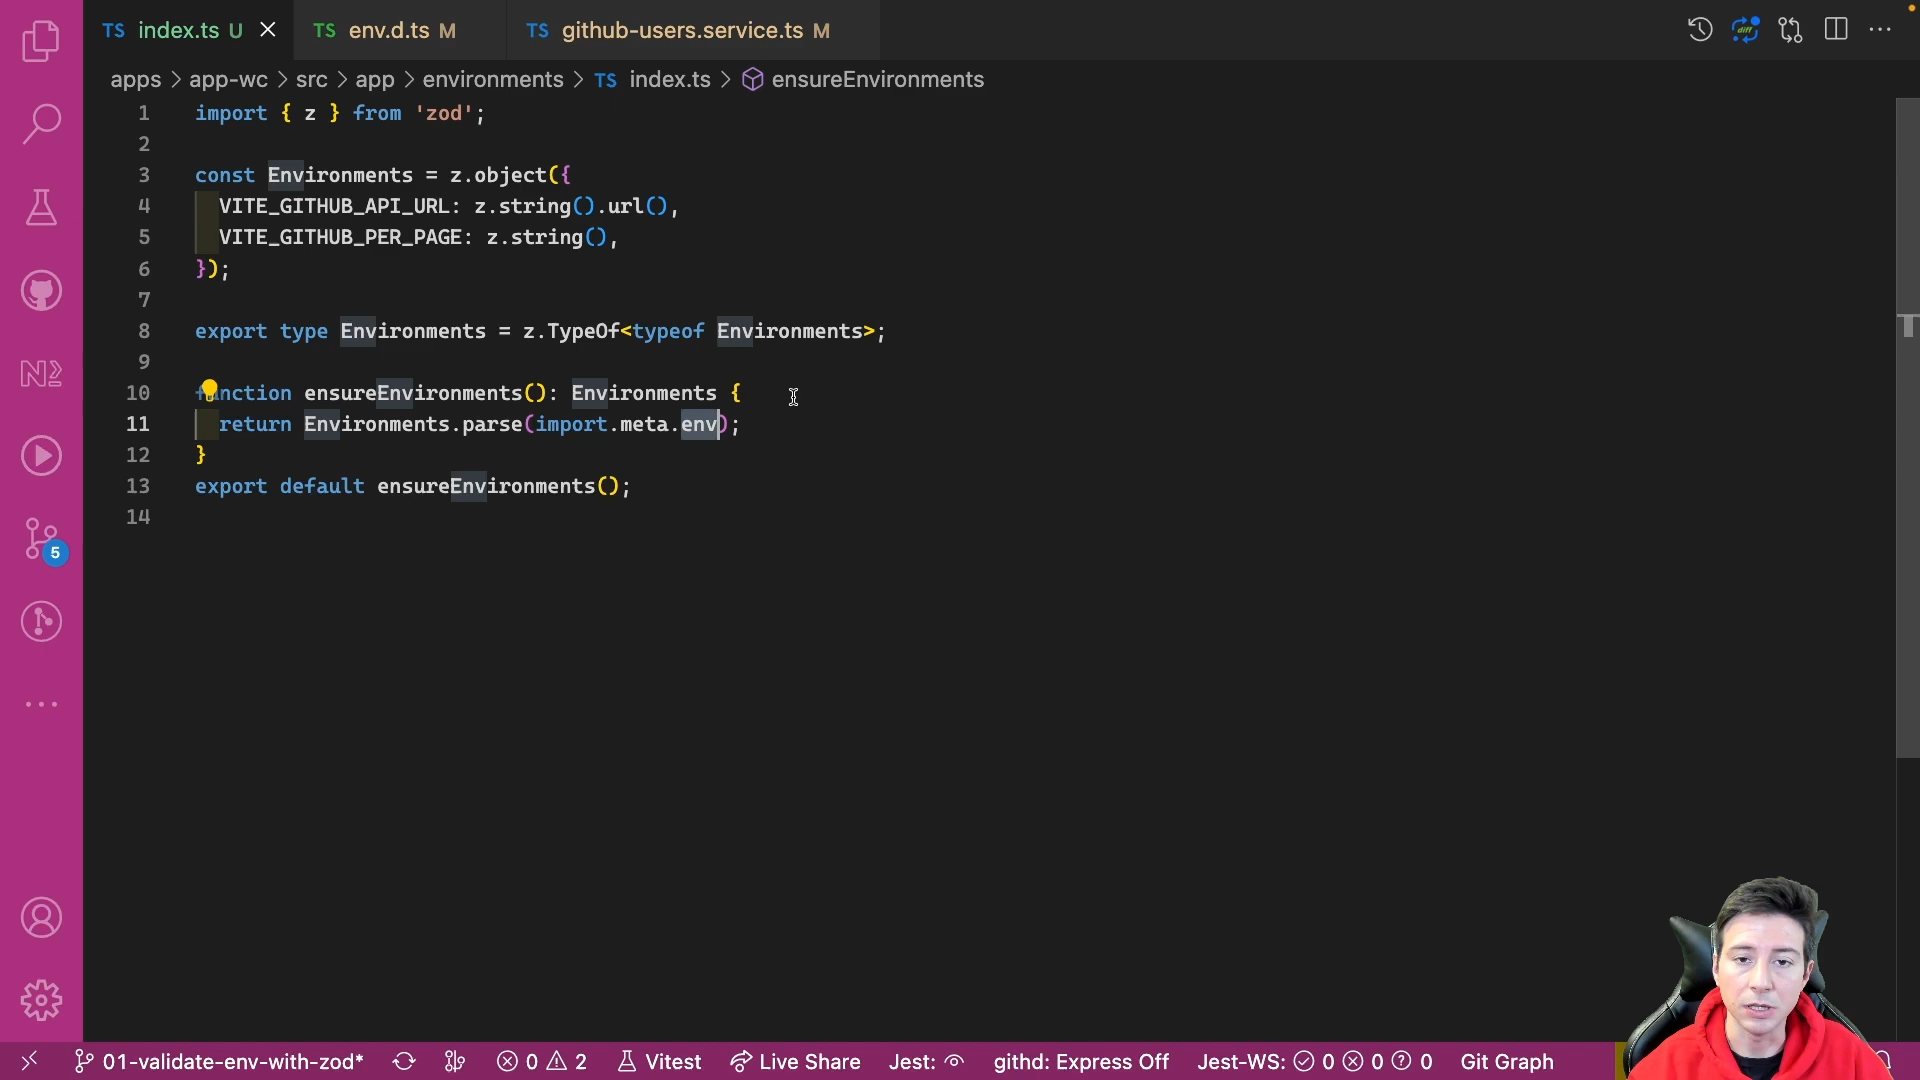 TS index.ts U
TS env.d.ts M
TS github-users.service.ts M
diff
apps > app-wc > src > app > environments > TS index.ts > ensureEnvironments
1 import { z } from 'zod';
2
3 const Environments = z.object({
4 VITE_GITHUB_API_URL: z.string().url(),
5 VITE_GITHUB_PER_PAGE: z.string(),
6 });
7
8 export type Environments = z.TypeOf<typeof Environments>;
9
10 function ensureEnvironments(): Environments {
11 return Environments.parse(import.meta.env);
12 }
13 export default ensureEnvironments();
14
5
01-validate-env-with-zod* 0 2 Vitest Live Share Jest: githd: Express Off Jest-WS: 0 0 0 Git Graph